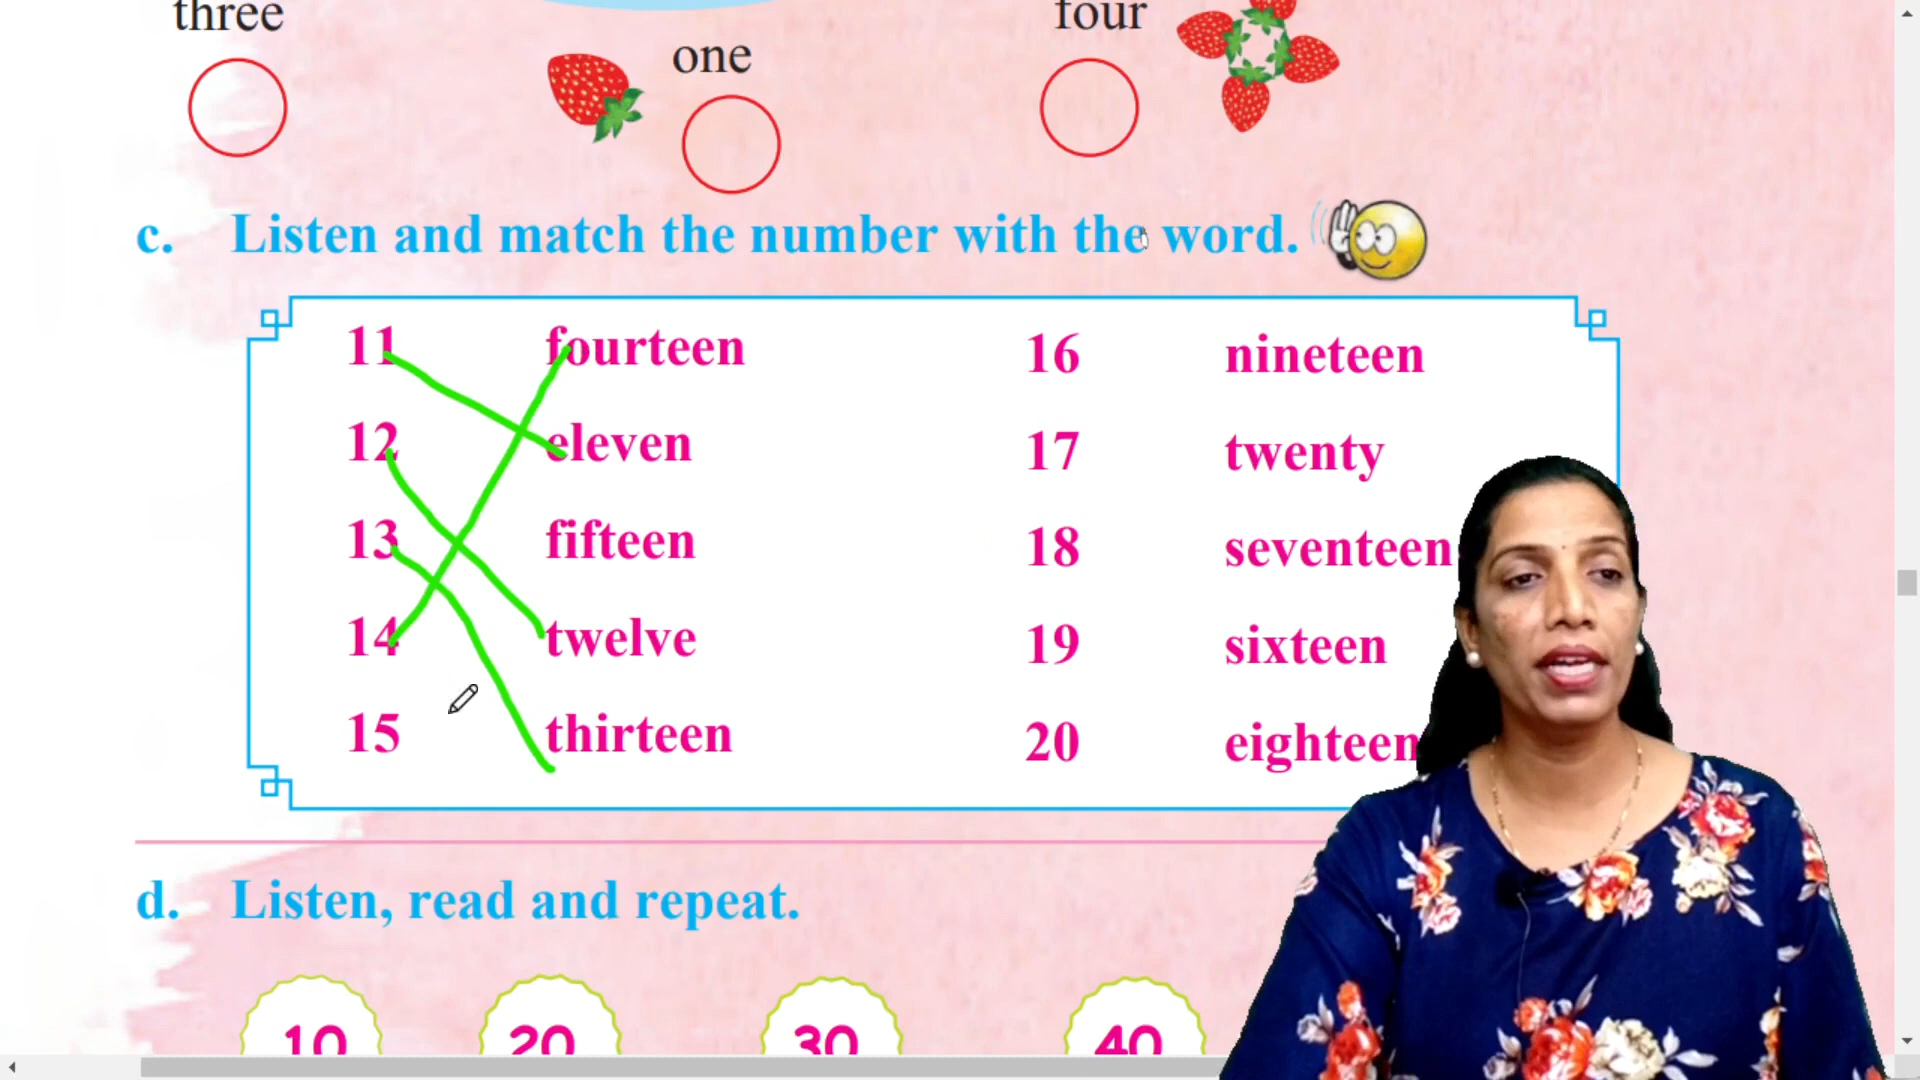 three
one
four
c. Listen and match the number with the word.
11 fourteen 16 nineteen
12 eleven 17 twenty
13 fifteen 18 seventeen
14 twelve 19 sixteen
15 thirteen 20 eighteen
d. Listen, read and repeat.
10 20 30 40